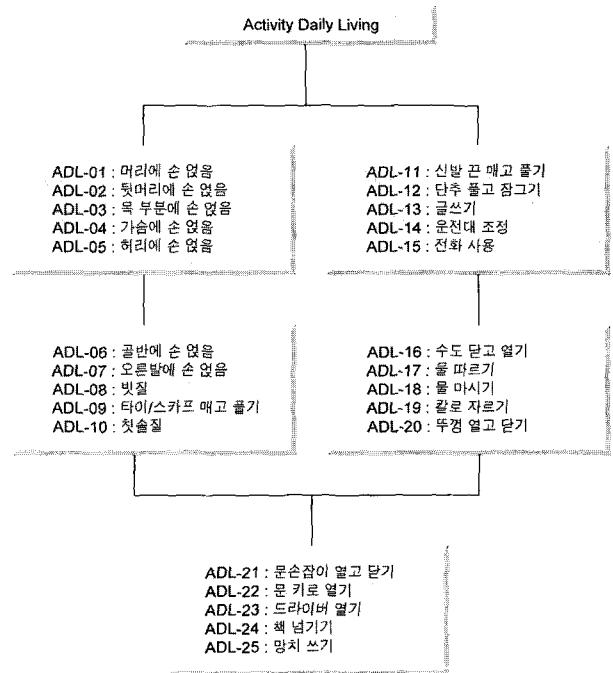 Activity Daily Living
ADL-01 : 머리에 손 얹음
ADL-02 : 뒷머리에 손 얹음
ADL-03 : 목 부분에 손 얹음
ADL-04 : 가슴에 손 얹음
ADL-05 : 허리에 손 얹음
ADL-11 : 신발 끈 매고 풀기
ADL-12 : 단추 풀고 잠그기
ADL-13 : 글쓰기
ADL-14 : 운전대 조정
ADL-15 : 전화 사용
ADL-06 : 골반에 손 얹음
ADL-07 : 오른발에 손 얹음
ADL-08 : 빗질
ADL-09 : 타이/스카프 매고 풀기
ADL-10 : 칫솔질
ADL-16 : 수도 닫고 열기
ADL-17 : 물 따르기
ADL-18 : 물 마시기
ADL-19 : 칼로 자르기
ADL-20 : 뚜껑 열고 닫기
ADL-21 : 문손잡이 열고 닫기
ADL-22 : 문 키로 열기
ADL-23 : 드라이버 열기
ADL-24 : 책 넘기기
ADL-25 : 망치 쓰기